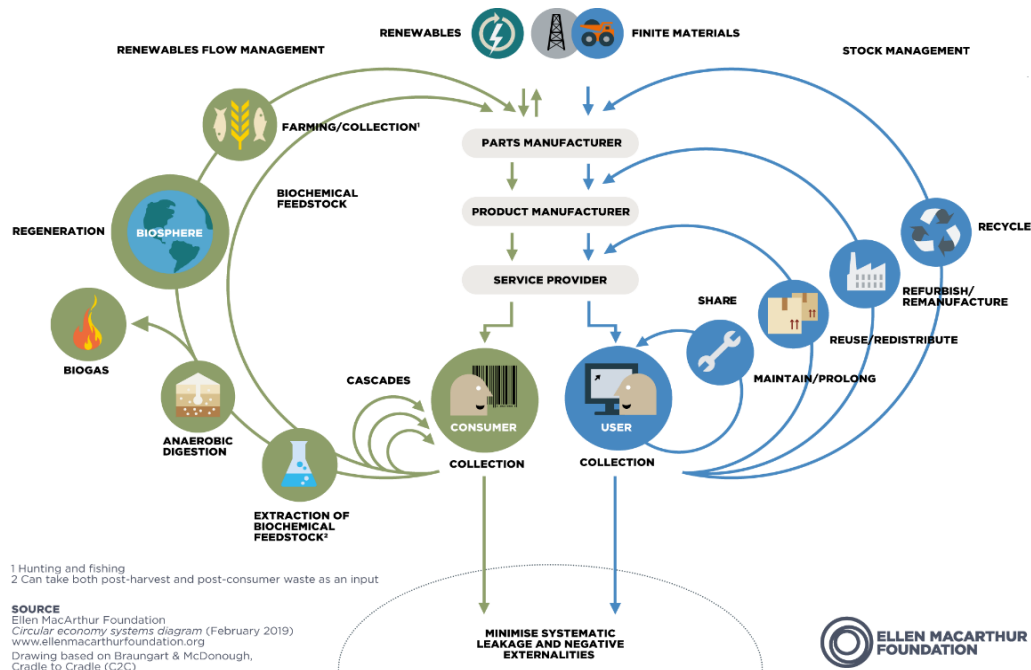 RENEWABLES
FINITE MATERIALS
RENEWABLES FLOW MANAGEMENT
STOCK MANAGEMENT
FARMING/COLLECTION¹
PARTS MANUFACTURER
BIOCHEMICAL
FEEDSTOCK
PRODUCT MANUFACTURER
REGENERATION
BIOSPHERE
RECYCLE
SERVICE PROVIDER
REFURBISH/
REMANUFACTURE
SHARE
REUSE/REDISTRIBUTE
BIOGAS
CASCADES
MAINTAIN/PROLONG
CONSUMER
USER
ANAEROBIC
DIGESTION
COLLECTION
COLLECTION
EXTRACTION OF
BIOCHEMICAL
FEEDSTOCK²
1 Hunting and fishing
2 Can take both post-harvest and post-consumer waste as an input
SOURCE
Ellen MacArthur Foundation
Circular economy systems diagram (February 2019)
www.ellenmacarthurfoundation.org
Drawing based on Braungart & McDonough,
Cradle to Cradle (C2C)
MINIMISE SYSTEMATIC
LEAKAGE AND NEGATIVE
EXTERNALITIES
ELLEN MACARTHUR
FOUNDATION